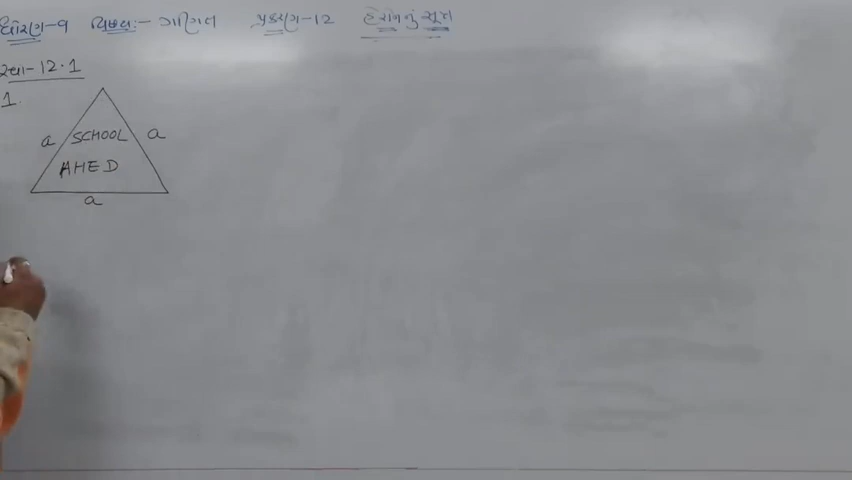 ધોરણ-9 વિષય:- ગણિત પ્રકરણ-12 હેરોનનું સૂત્ર
સ્વા-12.1
1.
a SCHOOL a
AHED
a